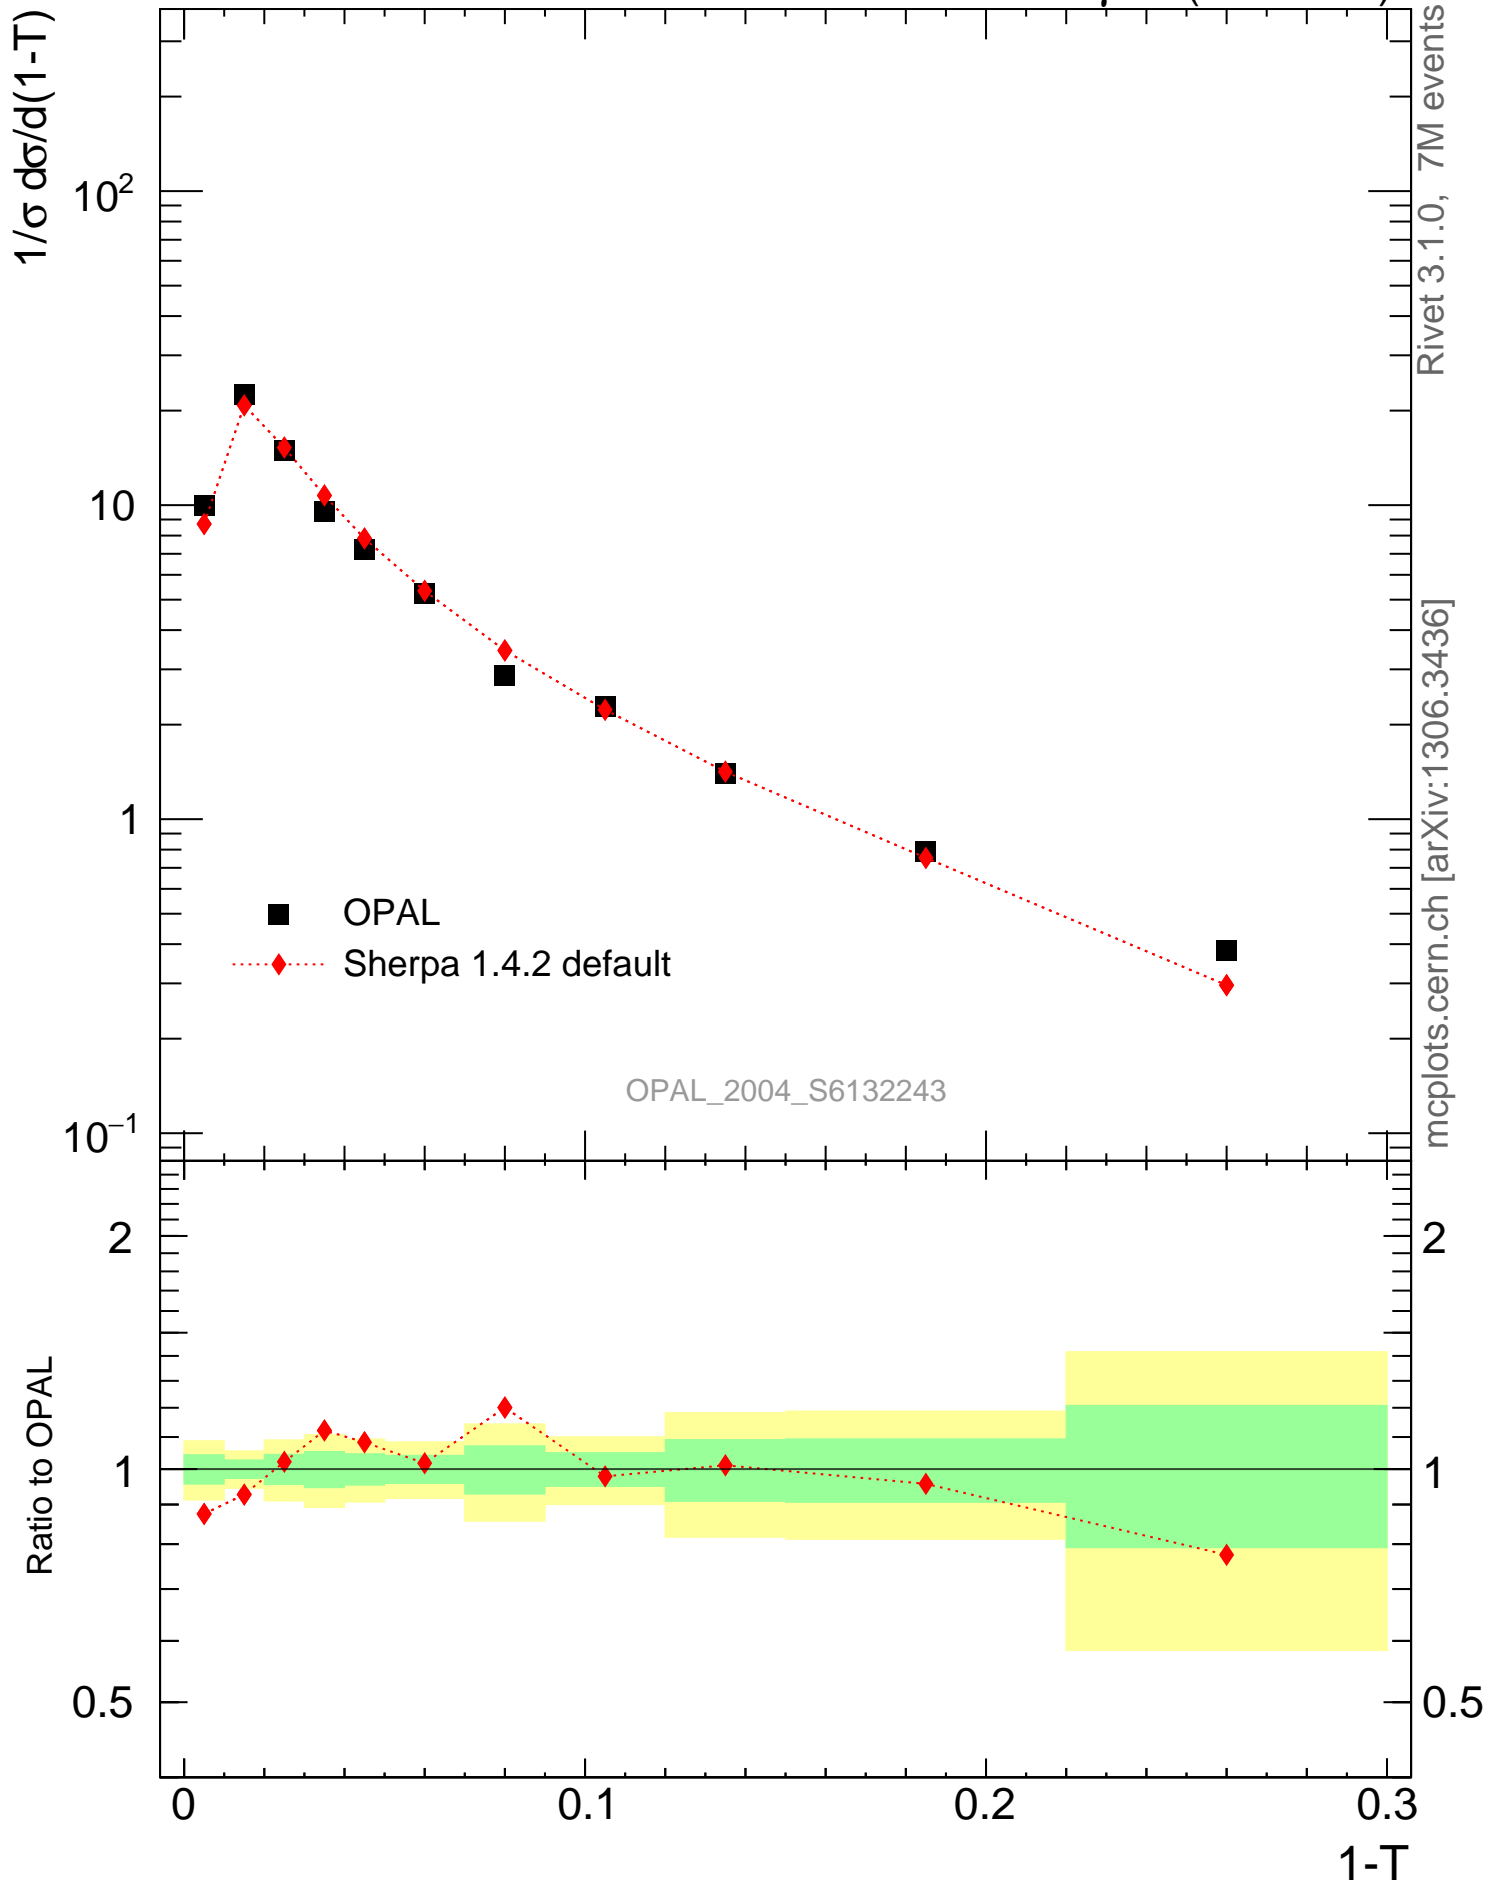 1/σ dσ/d(1-T)
10²
10
1
10⁻¹
OPAL
Sherpa 1.4.2 default
OPAL_2004_S6132243
Rivet 3.1.0, 7M events
mcplots.cern.ch [arXiv:1306.3436]
Ratio to OPAL
2
1
0.5
2
1
0.5
0
0.1
0.2
0.3
1-T